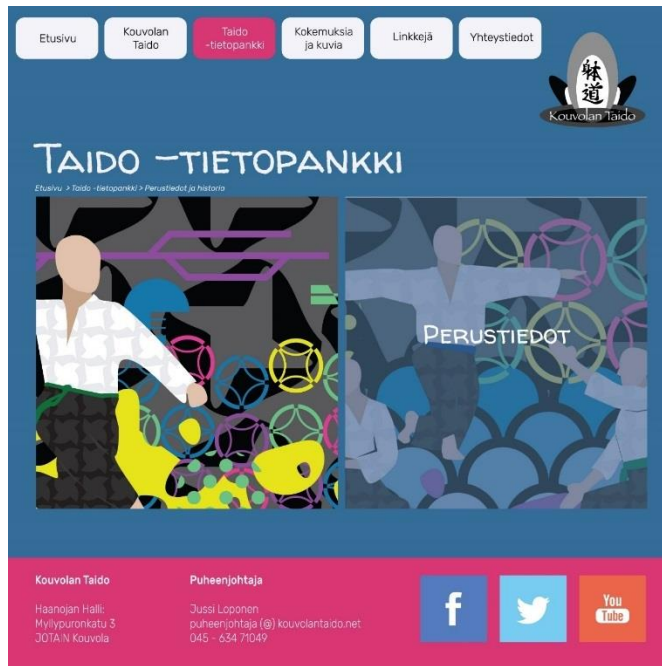 Etusivu
Kouvolan
Taido
Taido
-tietopankki
Kokemuksia
ja kuvia
Linkkejä
Yhteystiedot
躰
道
Kouvolan Taido
TAIDO -TIETOPANKKI
Etusivu > Taido -tietopankki > Perustiedot ja historia
PERUSTIEDOT
Kouvolan Taido
Haanojan Halli:
Myllypuronkatu 3
JOTAIN Kouvola
Puheenjohtaja
Jussi Loponen
puheenjohtaja (@) kouvolantaido.net
045 - 634 71049
f
You
Tube